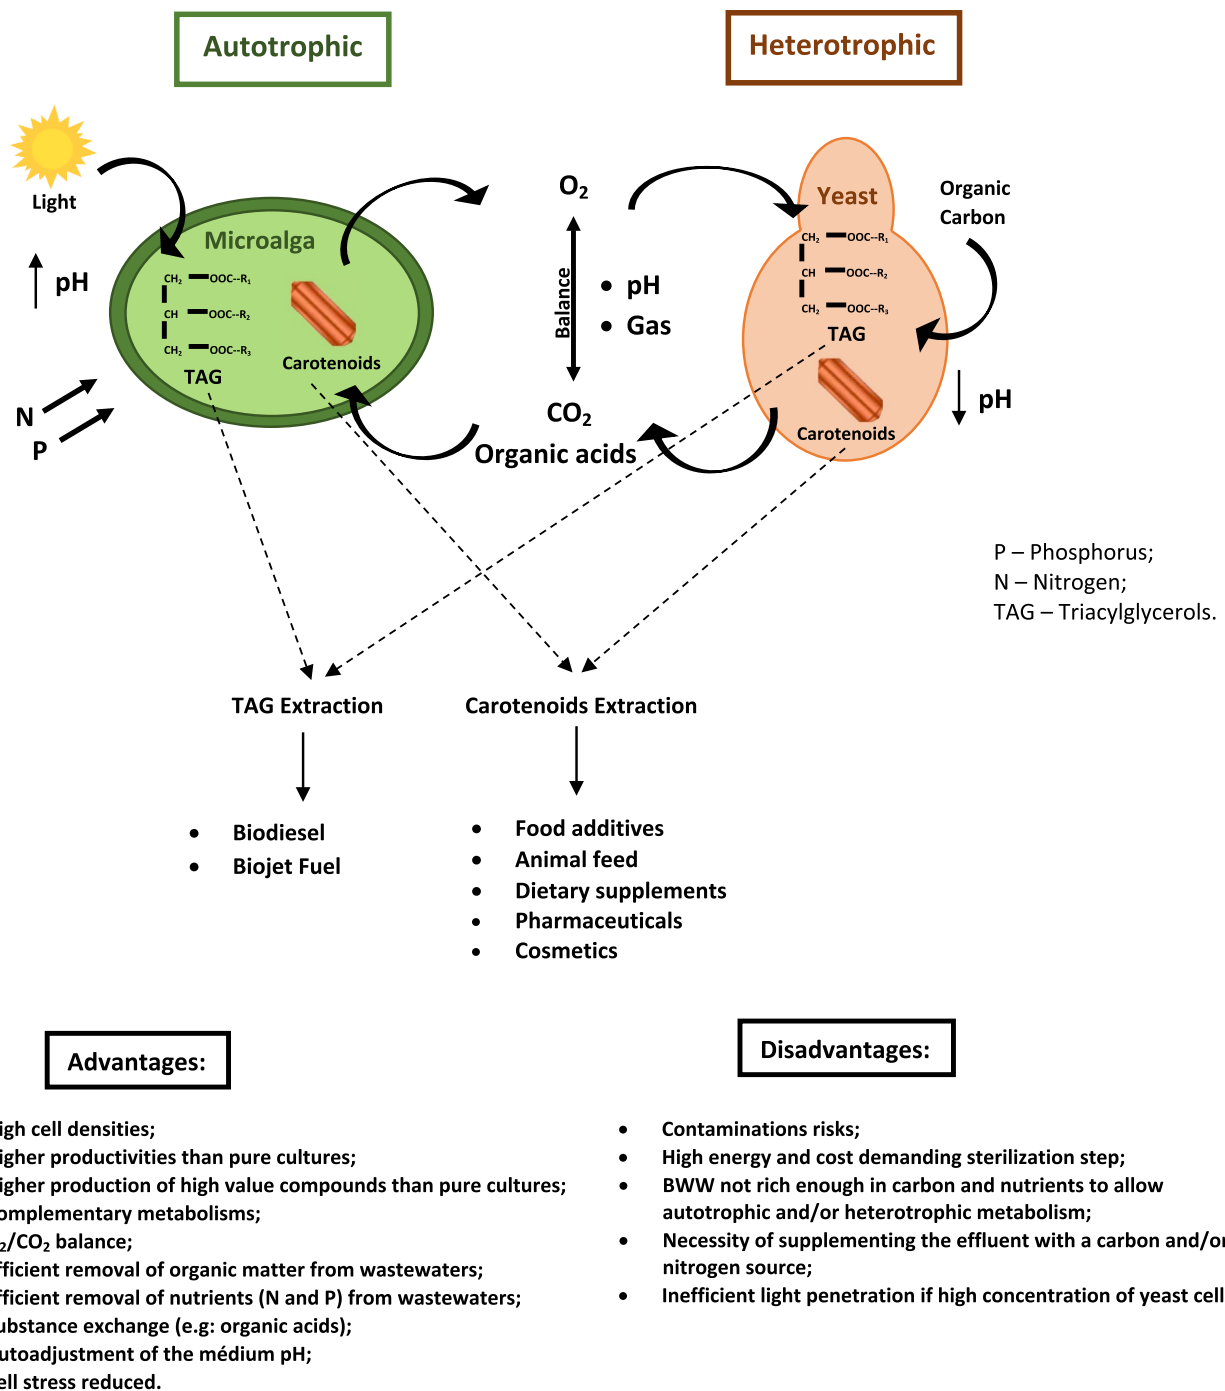 Autotrophic
Heterotrophic
Light
pH
N
P
Microalga
CH₂ OOC--R₁
CH OOC--R₂
CH₂ OOC--R₃
TAG
Carotenoids
O₂
Balance
• pH
• Gas
CO₂
Organic acids
Yeast
CH₂ OOC--R₁
CH OOC--R₂
CH₂ OOC--R₃
TAG
Carotenoids
Organic
Carbon
pH
P – Phosphorus;
N – Nitrogen;
TAG – Triacylglycerols.
TAG Extraction
• Biodiesel
• Biojet Fuel
Carotenoids Extraction
• Food additives
• Animal feed
• Dietary supplements
• Pharmaceuticals
• Cosmetics
Advantages:
igh cell densities;
igher productivities than pure cultures;
igher production of high value compounds than pure cultures;
omplementary metabolisms;
₂/CO₂ balance;
fficient removal of organic matter from wastewaters;
fficient removal of nutrients (N and P) from wastewaters;
ubstance exchange (e.g: organic acids);
utoadjustment of the médium pH;
ell stress reduced.
Disadvantages:
• Contaminations risks;
• High energy and cost demanding sterilization step;
• BWW not rich enough in carbon and nutrients to allow
autotrophic and/or heterotrophic metabolism;
• Necessity of supplementing the effluent with a carbon and/or
nitrogen source;
• Inefficient light penetration if high concentration of yeast cell